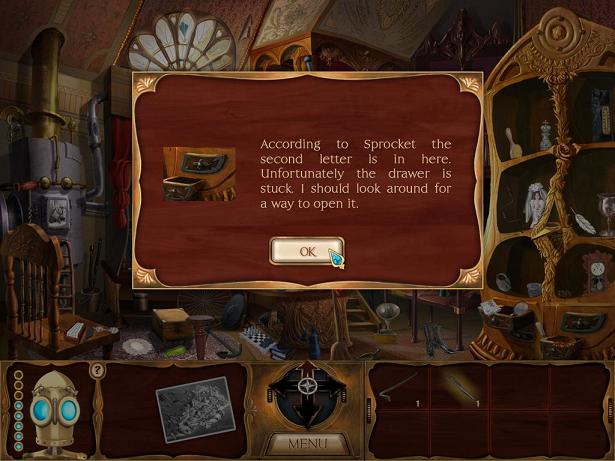 According to Sprocket the
second letter is in here.
Unfortunately the drawer is
stuck. I should look around for
a way to open it.
OK
?
1
1
MENU